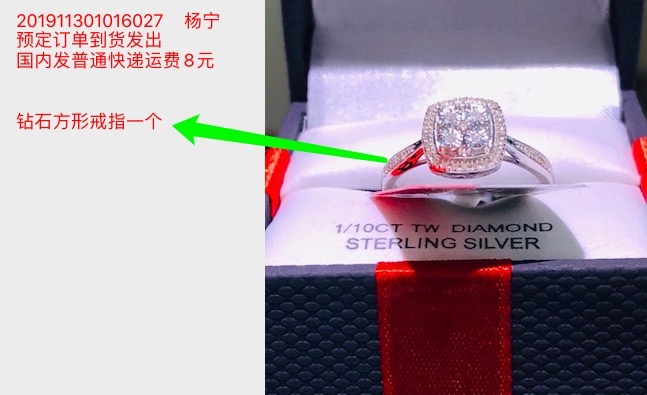 201911301016027 杨宁
预定订单到货发出
国内发普通快递运费8元
钻石方形戒指一个
1/10CT TW DIAMOND
STERLING SILVER